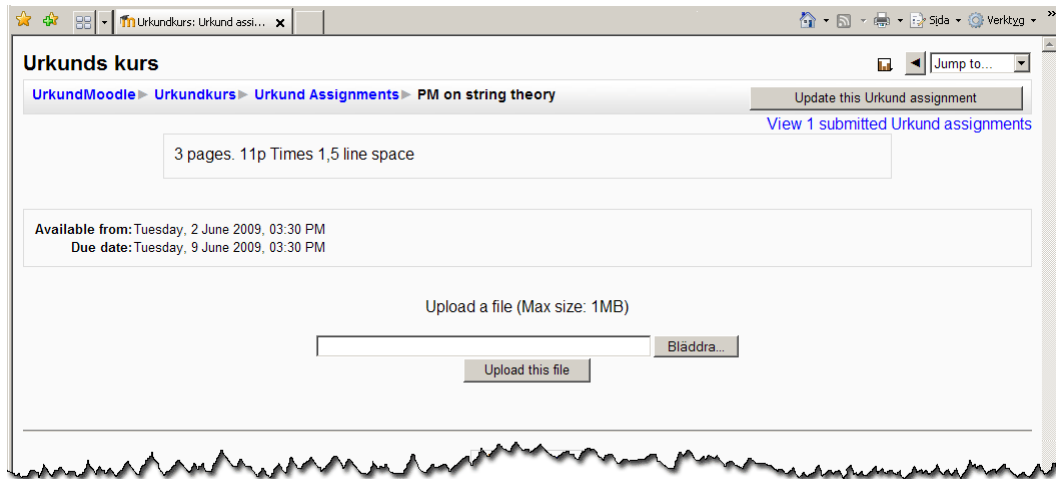 Urkundkurs: Urkund assi...
Sida
Verktyg
»
Urkunds kurs
Jump to...
UrkundMoodle► Urkundkurs► Urkund Assignments► PM on string theory
Update this Urkund assignment
View 1 submitted Urkund assignments
3 pages. 11p Times 1,5 line space
Available from: Tuesday, 2 June 2009, 03:30 PM
Due date: Tuesday, 9 June 2009, 03:30 PM
Upload a file (Max size: 1MB)
Bläddra...
Upload this file